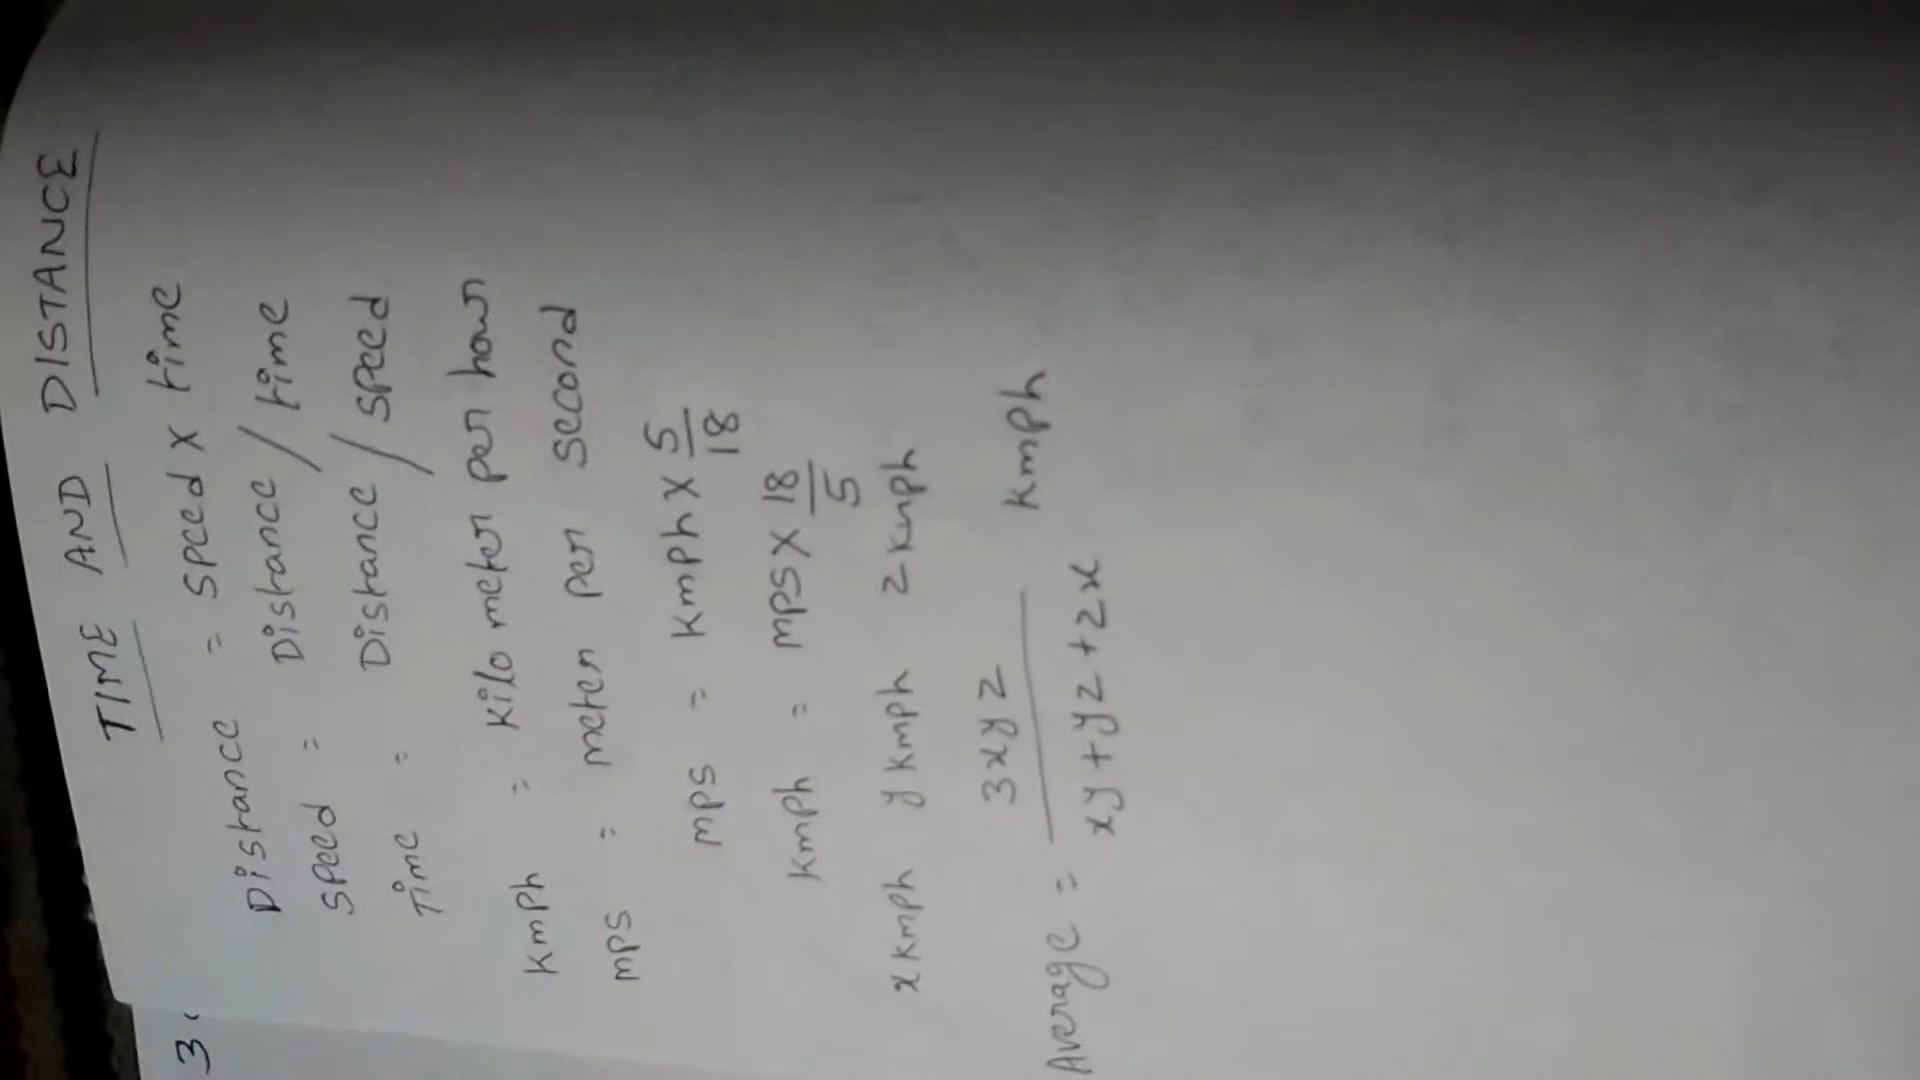 TIME AND DISTANCE
3.
Distance = speed x time
speed = Distance / time
Time = Distance / speed
kmph = kilo meter per hour
mps = meter per second
mps = kmph x 5/18
kmph = mps x 18/5
x kmph y kmph z kmph
Average = 3xyz / xy+yz+zx kmph